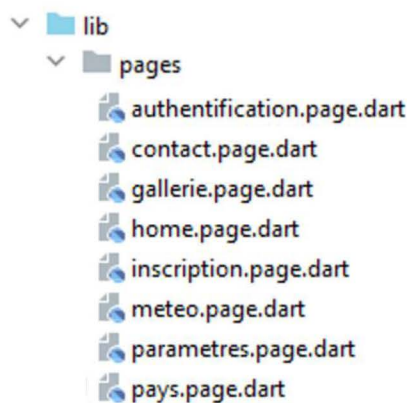 lib
pages
authentification.page.dart
contact.page.dart
gallerie.page.dart
home.page.dart
inscription.page.dart
meteo.page.dart
parametres.page.dart
pays.page.dart